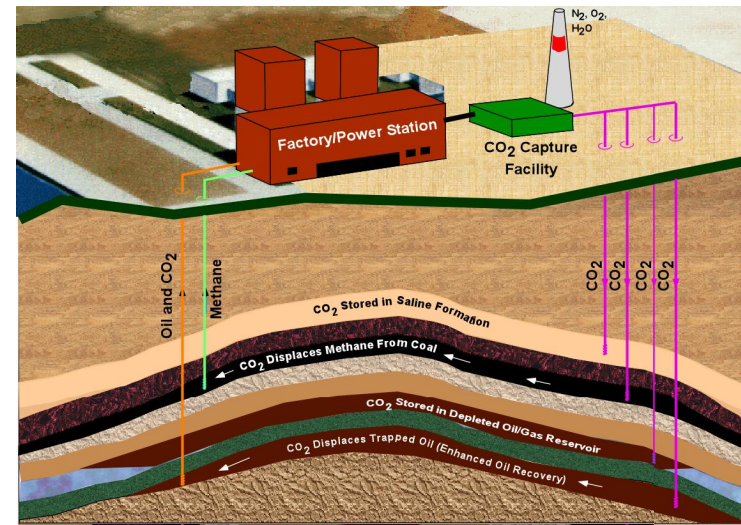 N2, O2,
H2O
Factory/Power Station
CO2 Capture
Facility
Oil and CO2
Methane
CO2
CO2
CO2
CO2
CO2 Stored in Saline Formation
CO2 Displaces Methane From Coal
CO2 Stored in Depleted Oil/Gas Reservoir
CO2 Displaces Trapped Oil (Enhanced Oil Recovery)